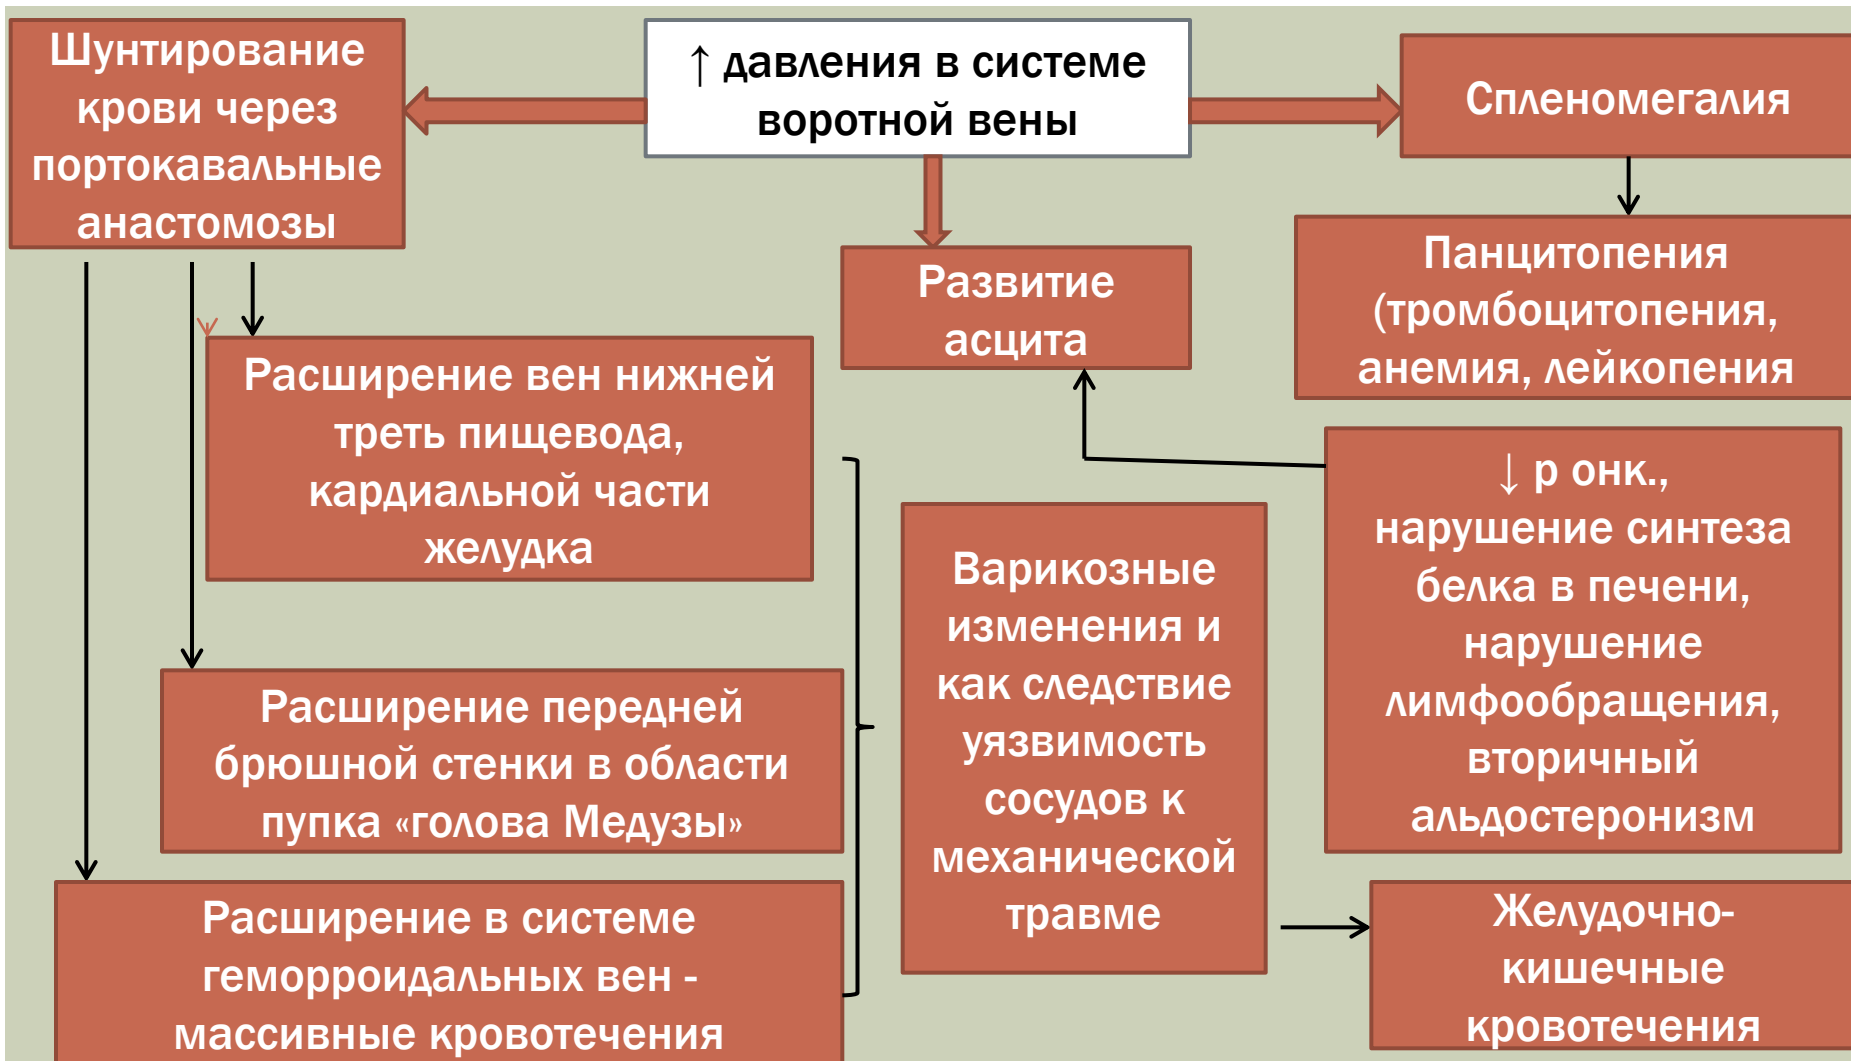 Шунтирование
крови через
портокавальные
анастомозы
↑ давления в системе
воротной вены
Спленомегалия
Панцитопения
(тромбоцитопения,
анемия, лейкопения
Развитие
асцита
Расширение вен нижней
треть пищевода,
кардиальной части
желудка
↓ р онк.,
нарушение синтеза
белка в печени,
нарушение
лимфообращения,
вторичный
альдостеронизм
Варикозные
изменения и
как следствие
уязвимость
сосудов к
механической
травме
Расширение передней
брюшной стенки в области
пупка «голова Медузы»
Расширение в системе
геморроидальных вен -
массивные кровотечения
Желудочно-
кишечные
кровотечения